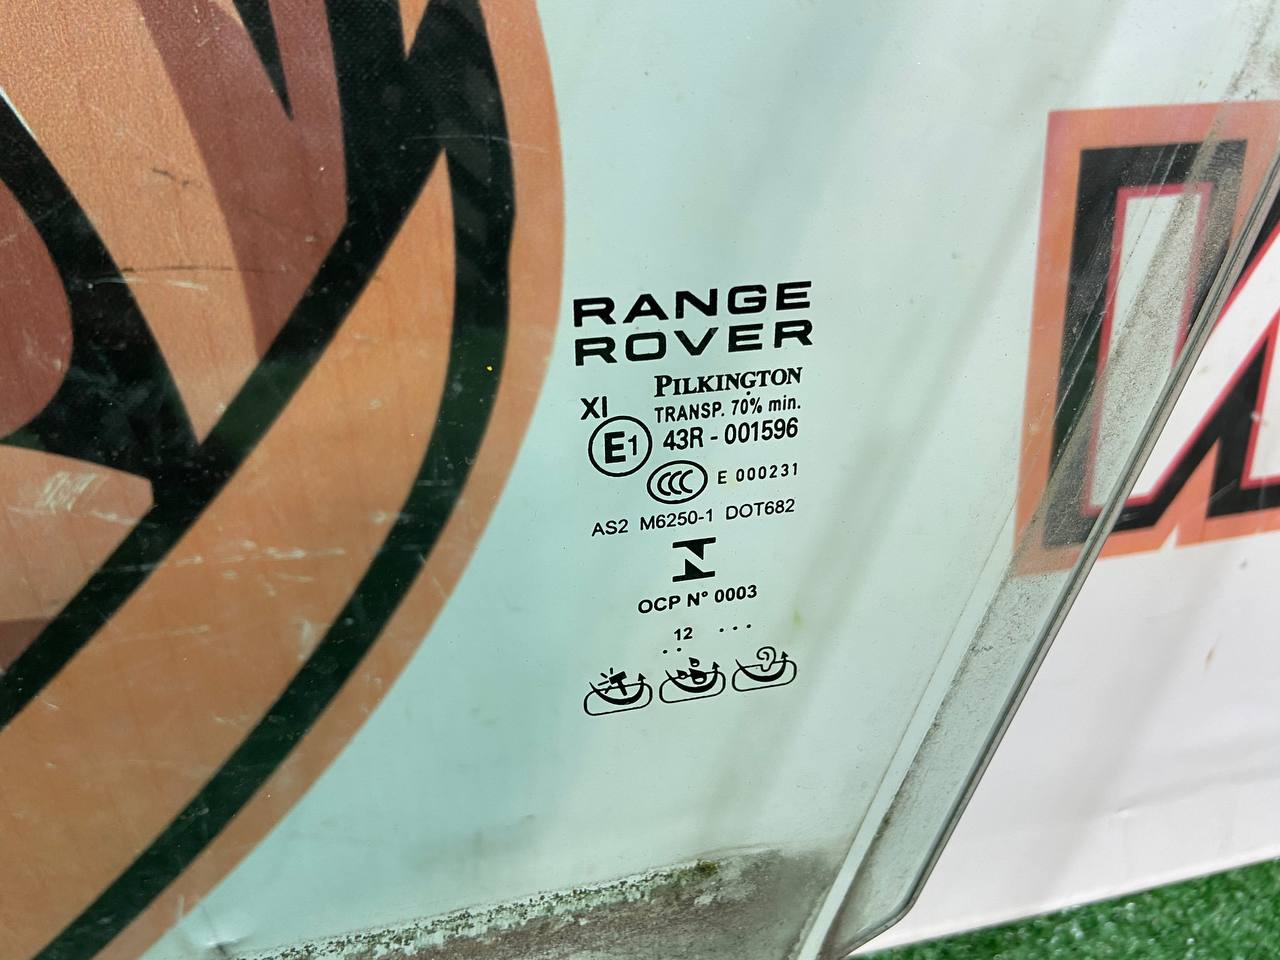 RANGE
ROVER
PILKINGTON
XI TRANSP. 70% min.
E1 43R - 001596
CCC E 000231
AS2 M6250-1 DOT682
OCP N° 0003
12 ...
..